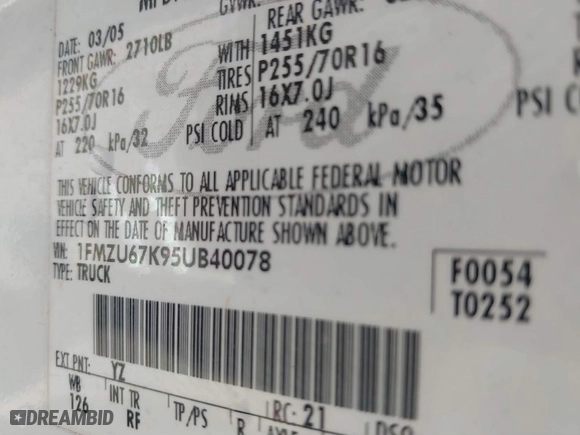 DATE: 03/05
FRONT GAWR: 2710LB
1229KG
P255/70R16
16X7.0J
AT 220 kPa/32 PSI COLD
REAR GAWR:
WITH 1451KG
TIRES P255/70R16
RIMS 16X7.0J
AT 240 kPa/35 PSI COLD
Ford
THIS VEHICLE CONFORMS TO ALL APPLICABLE FEDERAL MOTOR
VEHICLE SAFETY AND THEFT PREVENTION STANDARDS IN
EFFECT ON THE DATE OF MANUFACTURE SHOWN ABOVE.
VIN: 1FMZU67K95UB40078
TYPE: TRUCK
F0054
T0252
EXT PNT: YZ
WB INT TR TP/PS R RC: 21
126 RF
DREAMBID